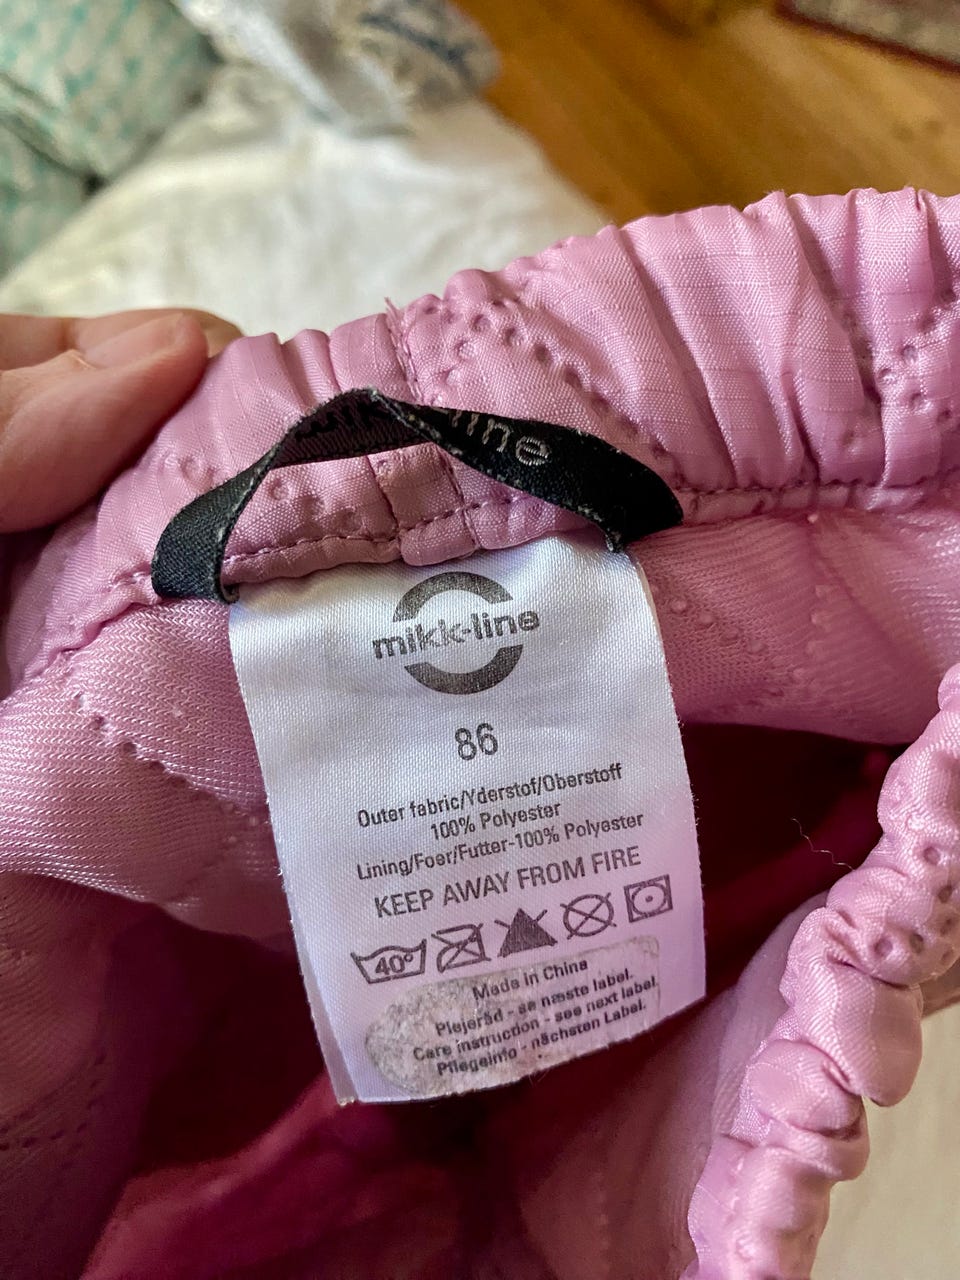 ine
mikk-line
86
Outer fabric/Yderstof/Oberstoff
100% Polyester
Lining/Foer/Futter-100% Polyester
KEEP AWAY FROM FIRE
40°
Made in China
Plejeråd - se næste label.
Care instruction - see next label.
Pflegeinfo - nächsten Label.